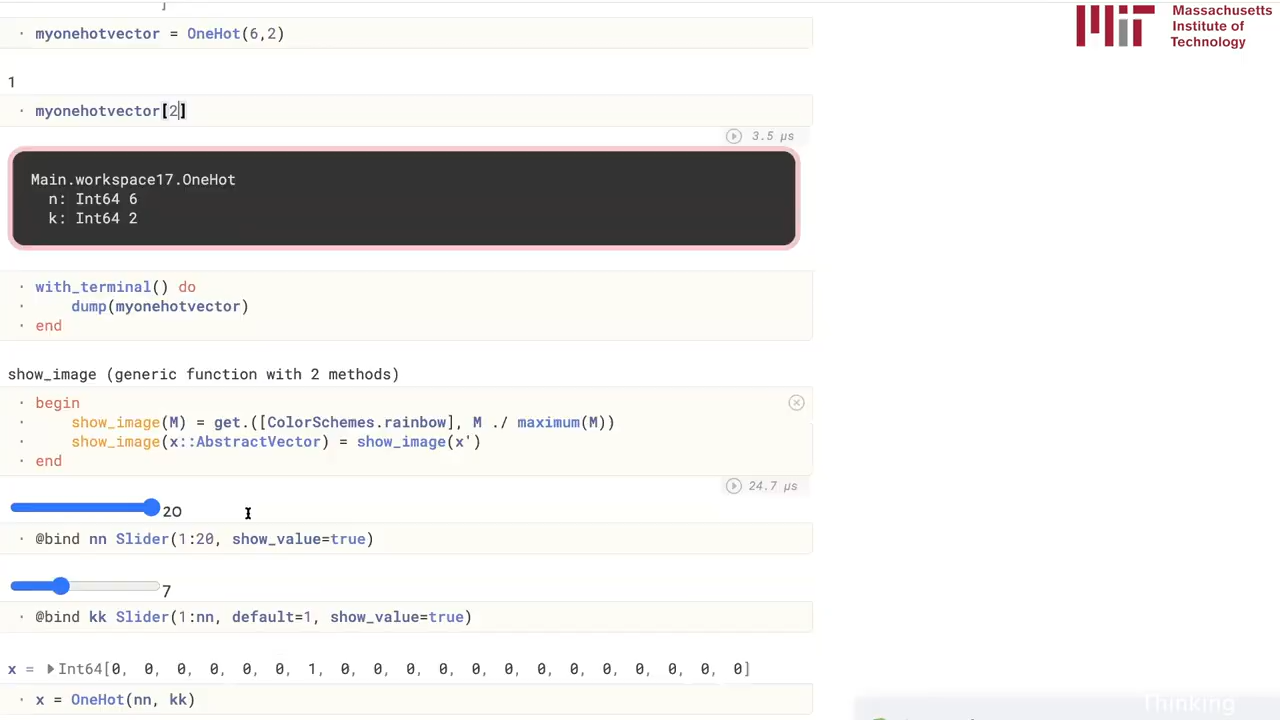 Massachusetts
Institute of
Technology
myonehotvector = OneHot(6,2)
1
myonehotvector[2]
3.5 μs
Main.workspace17.OneHot
n: Int64 6
k: Int64 2
with_terminal() do
dump(myonehotvector)
end
show_image (generic function with 2 methods)
begin
show_image(M) = get.([ColorSchemes.rainbow], M ./ maximum(M))
show_image(x::AbstractVector) = show_image(x')
end
24.7 μs
20
@bind nn Slider(1:20, show_value=true)
7
@bind kk Slider(1:nn, default=1, show_value=true)
x = Int64[0, 0, 0, 0, 0, 0, 1, 0, 0, 0, 0, 0, 0, 0, 0, 0, 0, 0, 0, 0]
x = OneHot(nn, kk)
Thinking